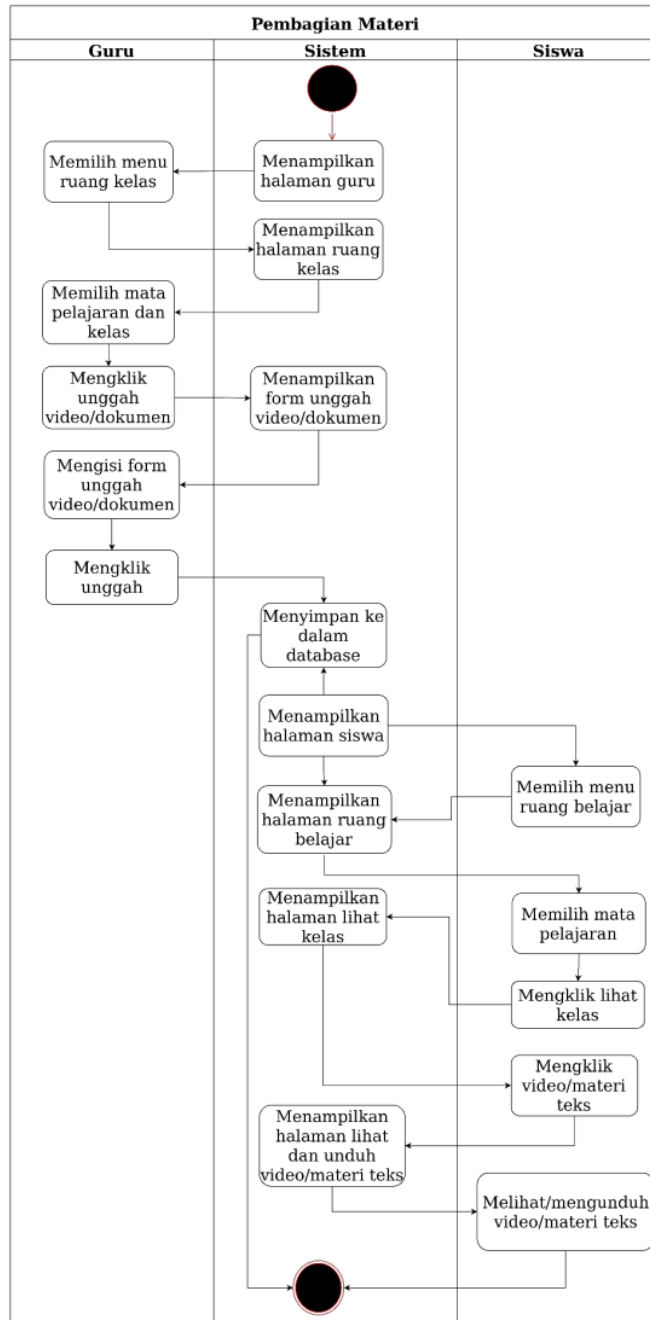 Pembagian Materi
Guru
Sistem
Siswa
Memilih menu
ruang kelas
Menampilkan
halaman guru
Menampilkan
halaman ruang
kelas
Memilih mata
pelajaran dan
kelas
Mengklik
unggah
video/dokumen
Menampilkan
form unggah
video/dokumen
Mengisi form
unggah
video/dokumen
Mengklik
unggah
Menyimpan ke
dalam
database
Menampilkan
halaman siswa
Memilih menu
ruang belajar
Menampilkan
halaman ruang
belajar
Menampilkan
halaman lihat
kelas
Memilih mata
pelajaran
Mengklik lihat
kelas
Mengklik
video/materi
teks
Menampilkan
halaman lihat
dan unduh
video/materi teks
Melihat/mengunduh
video/materi teks